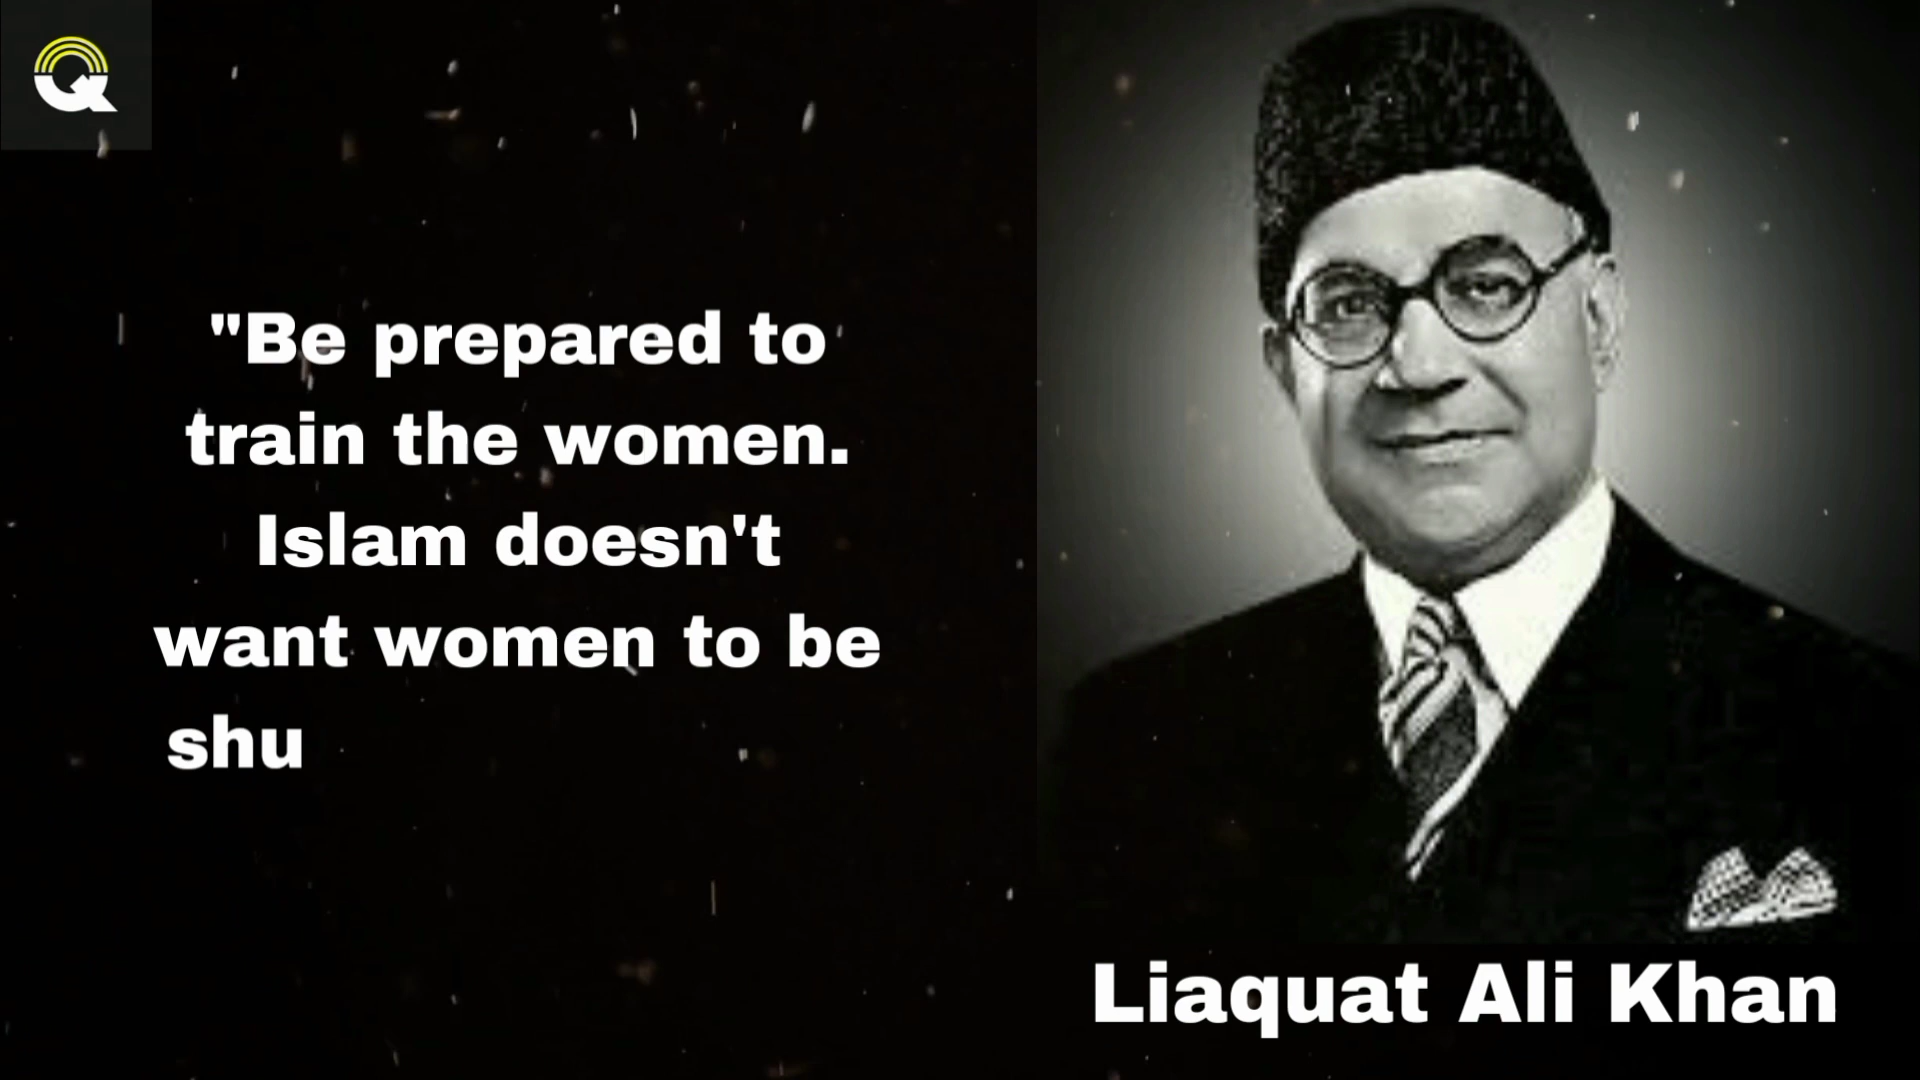 "Be prepared to
train the women.
Islam doesn't
want women to be
shu
Liaquat Ali Khan